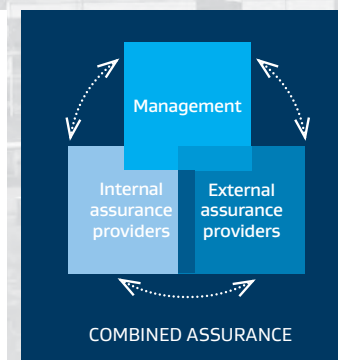 Management
Internal
assurance
providers
External
assurance
providers
COMBINED ASSURANCE